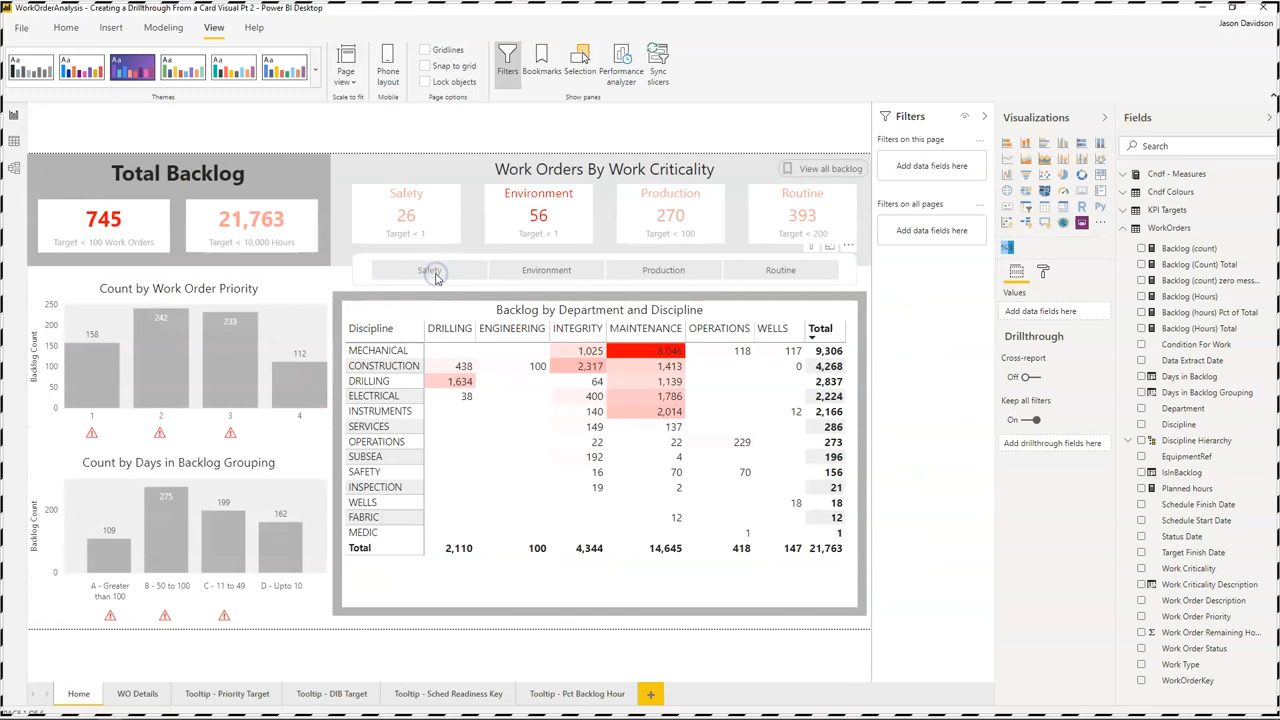 WorkOrderAnalysis - Creating a Drillthrough From a Card Visual Pt 2 - Power BI Desktop
Jason Davidson
File Home Insert Modeling View Help
Aa Aa Aa Aa Aa Aa
Page view
Phone layout
Gridlines
Snap to grid
Lock objects
Filters Bookmarks Selection Performance analyzer Sync slicers
Themes Scale to fit Mobile Page options Show panes
Total Backlog
745
Target < 100 Work Orders
21,763
Target < 10,000 Hours
Work Orders By Work Criticality
View all backlog
Safety Environment Production Routine
26 56 270 393
Target < 1 Target < 1 Target < 100 Target < 200
Safety Environment Production Routine
Count by Work Order Priority
Backlog Count
250
200
150
100
50
0
158 242 233 112
1 2 3 4
Count by Days in Backlog Grouping
Backlog Count
200
0
109 275 199 162
A - Greater than 100 B - 50 to 100 C - 11 to 49 D - Upto 10
Backlog by Department and Discipline
Discipline DRILLING ENGINEERING INTEGRITY MAINTENANCE OPERATIONS WELLS Total
MECHANICAL 1,025 8,046 118 117 9,306
CONSTRUCTION 438 100 2,317 1,413 0 4,268
DRILLING 1,634 64 1,139 2,837
ELECTRICAL 38 400 1,786 2,224
INSTRUMENTS 140 2,014 12 2,166
SERVICES 149 137 286
OPERATIONS 22 22 229 273
SUBSEA 192 4 196
SAFETY 16 70 70 156
INSPECTION 19 2 21
WELLS 18 18
FABRIC 12 12
MEDIC 1 1
Total 2,110 100 4,344 14,645 418 147 21,763
Filters
Filters on this page ...
Add data fields here
Filters on all pages ...
Add data fields here
Visualizations
R Py
Values
Add data fields here
Drillthrough
Cross-report
Off
Keep all filters
On
Add drillthrough fields here
Fields
Search
Cndf - Measures
Cndf Colours
KPI Targets
WorkOrders
Backlog (count)
Backlog (Count) Total
Backlog (count) zero mess...
Backlog (Hours)
Backlog (hours) Pct of Total
Backlog (Hours) Total
Condition For Work
Data Extract Date
Days in Backlog
Days in Backlog Grouping
Department
Discipline
Discipline Hierarchy
EquipmentRef
IsInBacklog
Planned hours
Schedule Finish Date
Schedule Start Date
Status Date
Target Finish Date
Work Criticality
Work Criticality Description
Work Order Description
Work Order Priority
Work Order Remaining Ho...
Work Order Status
Work Type
WorkOrderKey
Home WO Details Tooltip - Priority Target Tooltip - DIB Target Tooltip - Sched Readiness Key Tooltip - Pct Backlog Hour